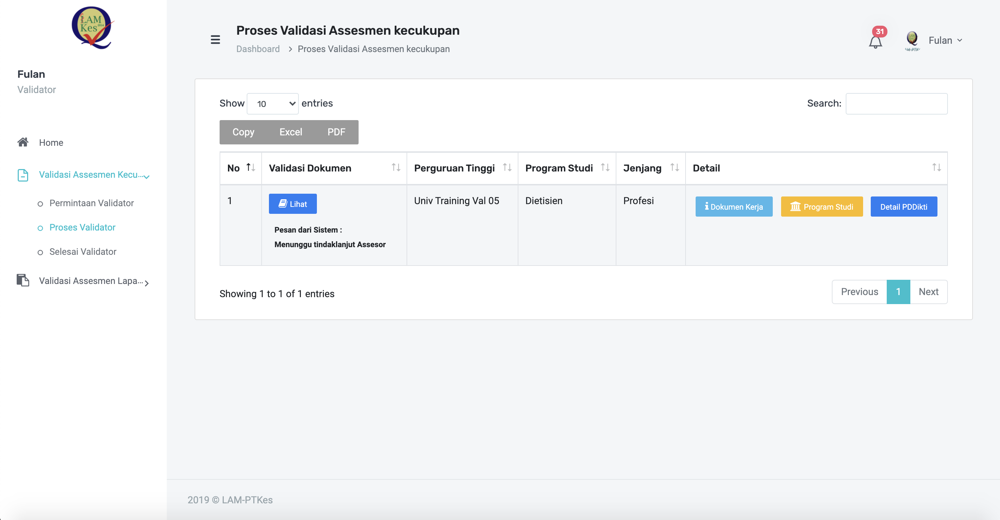 LAM
Kes 2014
Fulan
Validator
Home
Validasi Assesmen Kecu...
Permintaan Validator
Proses Validator
Selesai Validator
Validasi Assesmen Lapa...
Proses Validasi Assesmen kecukupan
Dashboard > Proses Validasi Assesmen kecukupan
31
Fulan
Show 10 entries
Search:
Copy Excel PDF
No Validasi Dokumen Perguruan Tinggi Program Studi Jenjang Detail
1 Lihat Univ Training Val 05 Dietisien Profesi Dokumen Kerja Program Studi Detail PDDikti
Pesan dari Sistem :
Menunggu tindaklanjut Assesor
Showing 1 to 1 of 1 entries
Previous 1 Next
2019 © LAM-PTKes